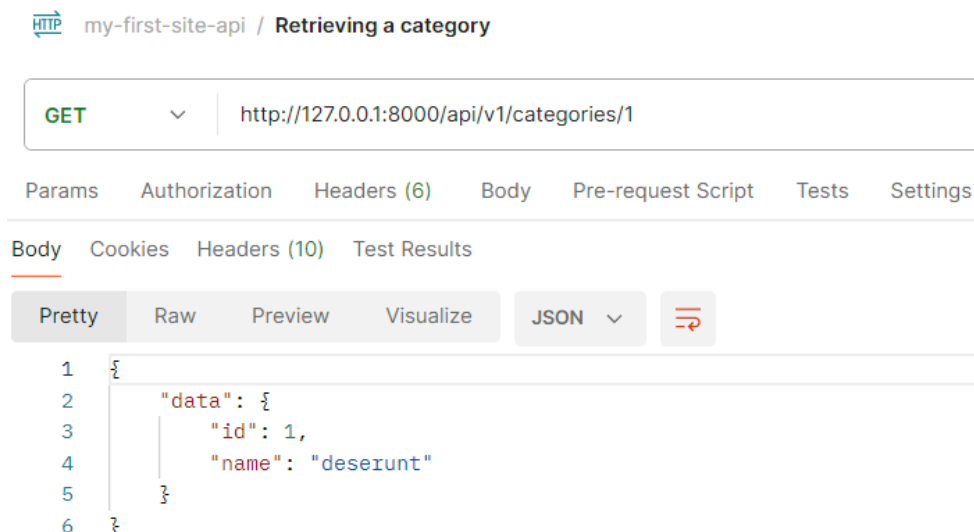 HTTP my-first-site-api / Retrieving a category
GET http://127.0.0.1:8000/api/v1/categories/1
Params Authorization Headers (6) Body Pre-request Script Tests Settings
Body Cookies Headers (10) Test Results
Pretty Raw Preview Visualize JSON
1 {
2 "data": {
3 "id": 1,
4 "name": "deserunt"
5 }
6 }